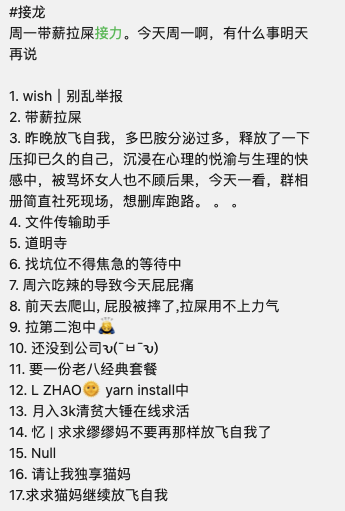 #接龙
周一带薪拉屎接力。今天周一啊，有什么事明天
再说
1. wish | 别乱举报
2. 带薪拉屎
3. 昨晚放飞自我，多巴胺分泌过多，释放了一下
压抑已久的自己，沉浸在心理的悦渝与生理的快
感中，被骂坏女人也不顾后果，今天一看，群相
册简直社死现场，想删库跑路。 。 。
4. 文件传输助手
5. 道明寺
6. 找坑位不得焦急的等待中
7. 周六吃辣的导致今天屁屁痛
8. 前天去爬山, 屁股被摔了,拉屎用不上力气
9. 拉第二泡中🙇
10. 还没到公司ԅ(¯ㅂ¯ԅ)
11. 要一份老八经典套餐
12. L ZHAO🌞 yarn install中
13. 月入3k清贫大锤在线求活
14. 忆 | 求求缪缪妈不要再那样放飞自我了
15. Null
16. 请让我独享猫妈
17.求求猫妈继续放飞自我